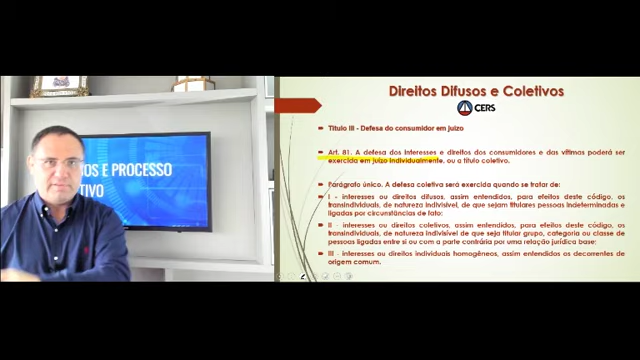 OS E PROCESSO
TIVO
Direitos Difusos e Coletivos
CERS
Título III - Defesa do consumidor em juízo
Art. 81. A defesa dos interesses e direitos dos consumidores e das vítimas poderá ser
exercida em juízo individualmente, ou a título coletivo.
Parágrafo único. A defesa coletiva será exercida quando se tratar de:
I - interesses ou direitos difusos, assim entendidos, para efeitos deste código, os
transindividuais, de natureza indivisível, de que sejam titulares pessoas indeterminadas e
ligadas por circunstâncias de fato;
II - interesses ou direitos coletivos, assim entendidos, para efeitos deste código, os
transindividuais, de natureza indivisível de que seja titular grupo, categoria ou classe de
pessoas ligadas entre si ou com a parte contrária por uma relação jurídica base;
III - interesses ou direitos individuais homogêneos, assim entendidos os decorrentes de
origem comum.